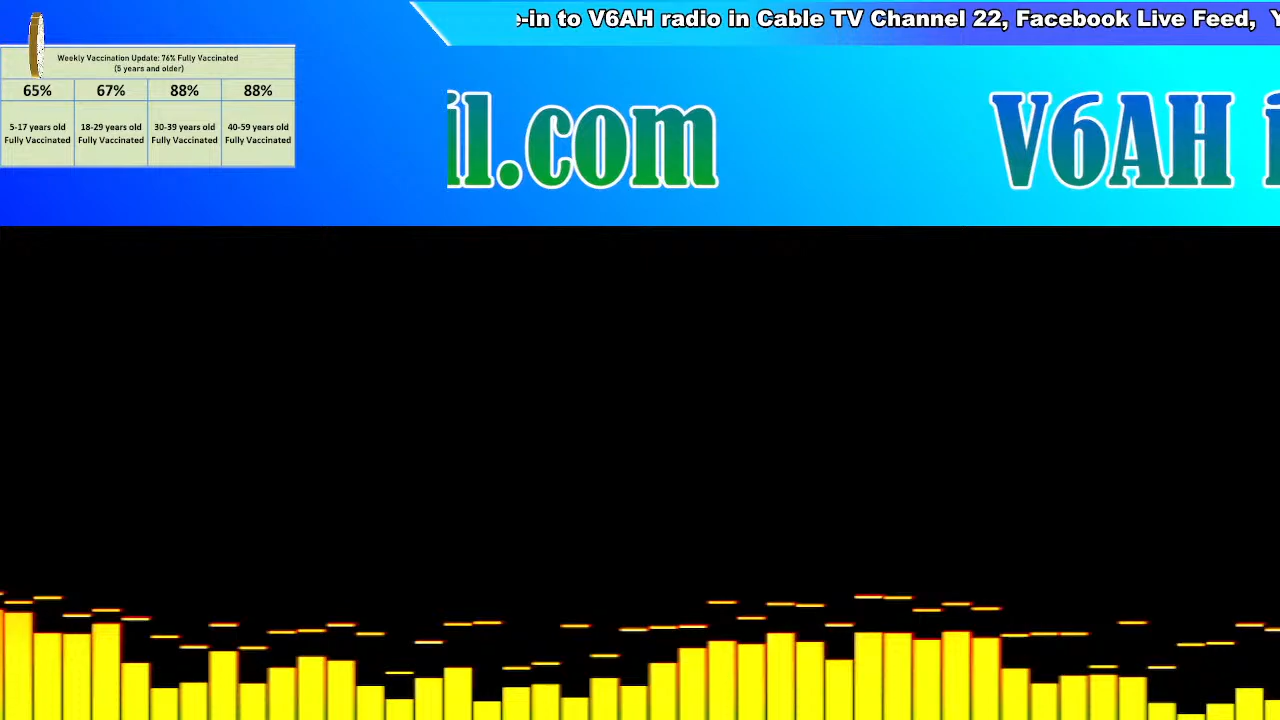 -in to V6AH radio in Cable TV Channel 22, Facebook Live Feed,
Weekly Vaccination Update: 76% Fully Vaccinated
(5 years and older)
65% 67% 88% 88%
5-17 years old 18-29 years old 30-39 years old 40-59 years old
Fully Vaccinated Fully Vaccinated Fully Vaccinated Fully Vaccinated
il.com V6AH